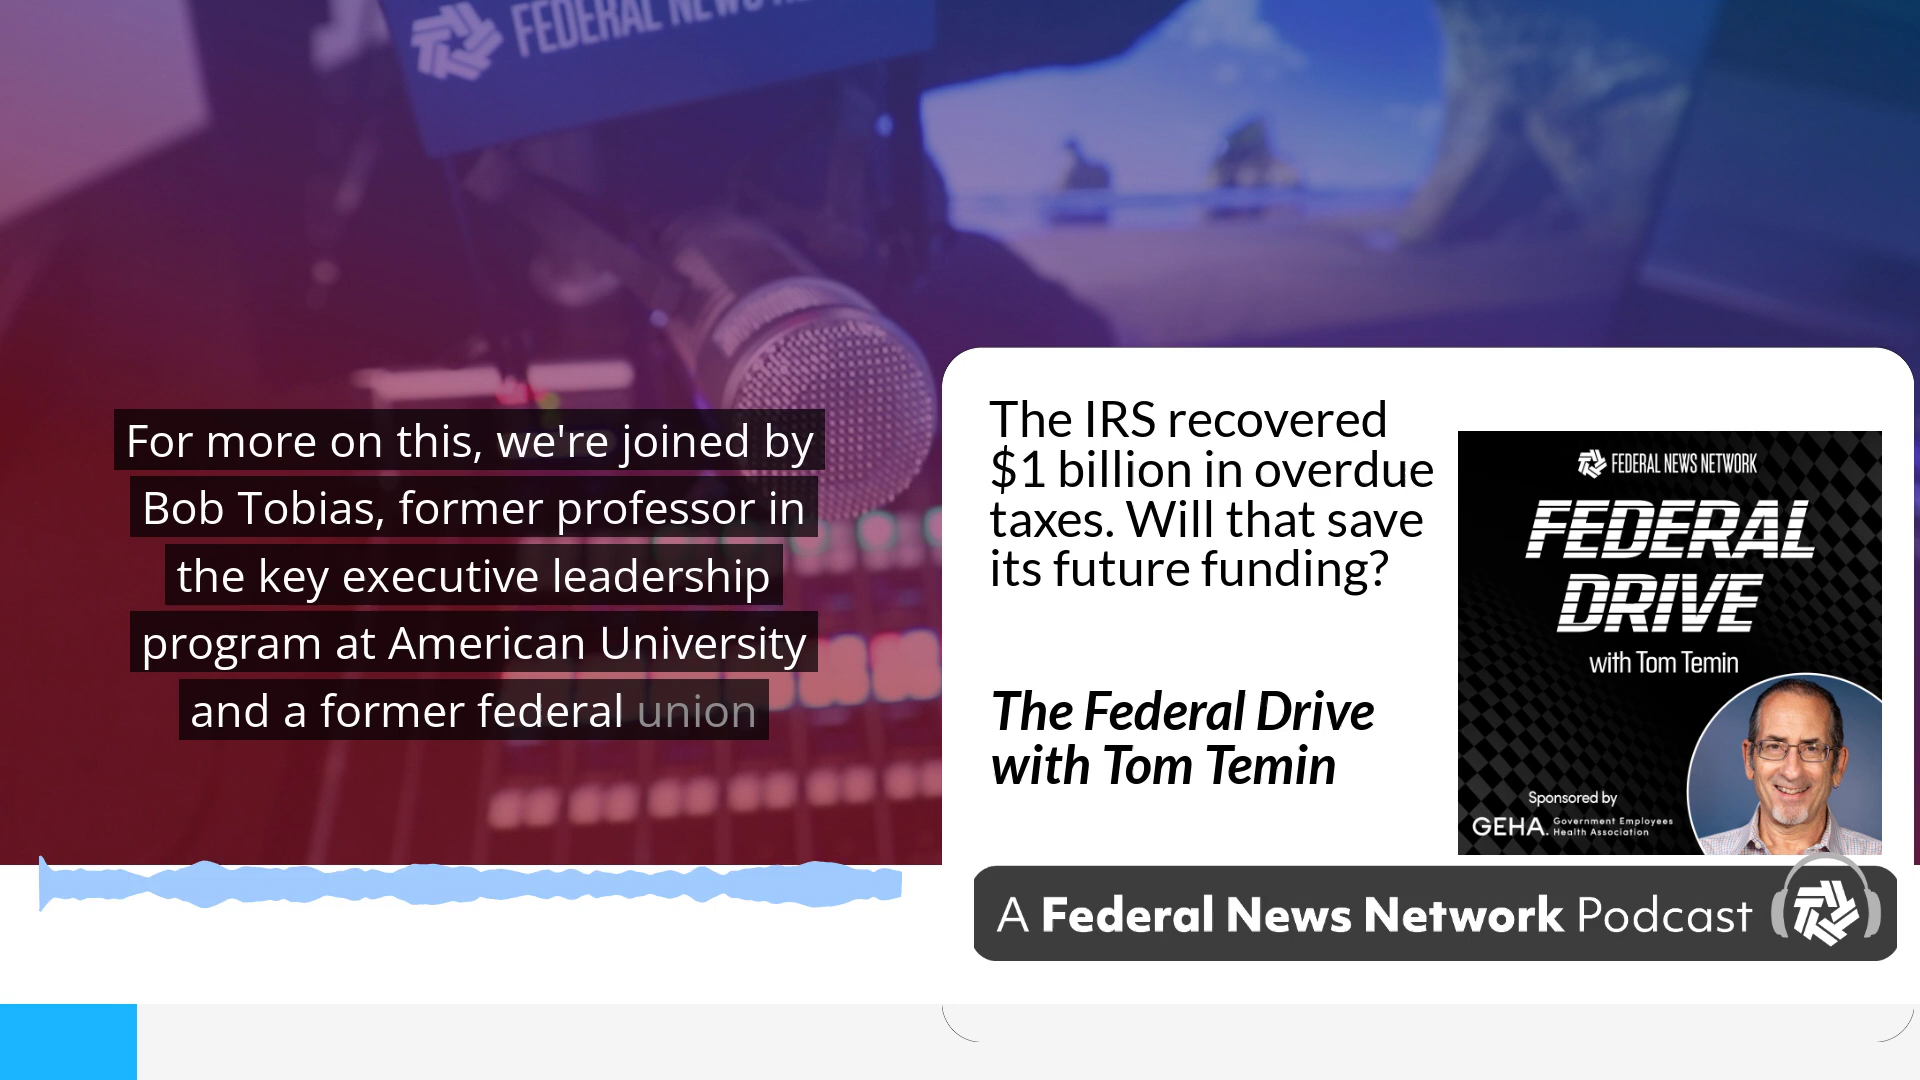 FEDERAL NEWS
For more on this, we're joined by
Bob Tobias, former professor in
the key executive leadership
program at American University
and a former federal union
The IRS recovered
$1 billion in overdue
taxes. Will that save
its future funding?
The Federal Drive
with Tom Temin
FEDERAL NEWS NETWORK
FEDERAL
DRIVE
with Tom Temin
Sponsored by
GEHA. Government Employees
Health Association
A Federal News Network Podcast